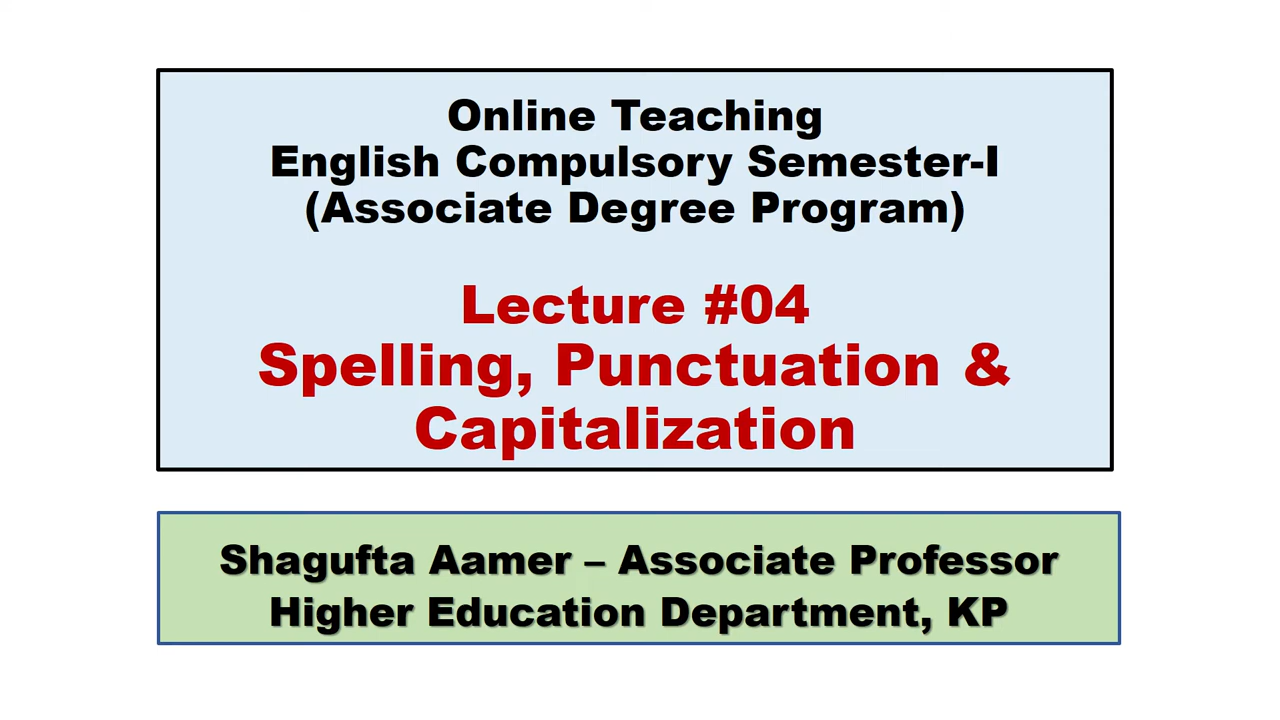 Online Teaching
English Compulsory Semester-I
(Associate Degree Program)
Lecture #04
Spelling, Punctuation &
Capitalization
Shagufta Aamer – Associate Professor
Higher Education Department, KP